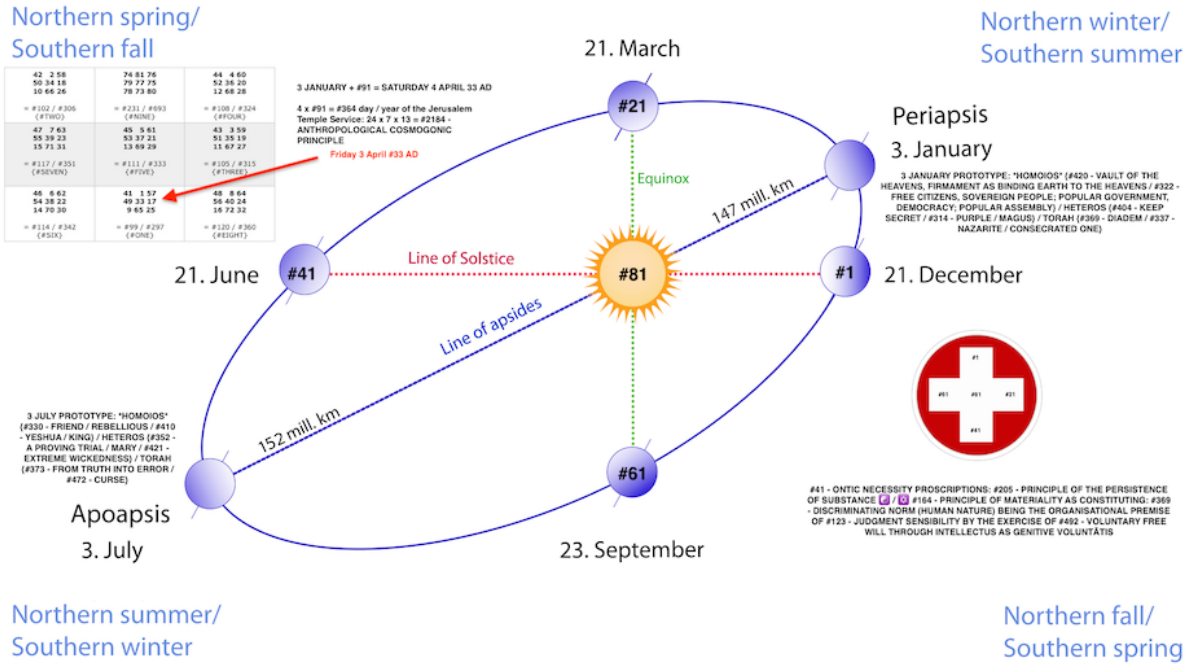 Northern spring/
Southern fall
Northern winter/
Southern summer
21. March
42 2 58
50 34 18
10 66 26
= #102 / #306
{#TWO}
74 81 76
79 77 75
78 73 80
= #231 / #693
{#NINE}
44 4 60
52 36 20
12 68 28
= #108 / #324
{#FOUR}
47 7 63
55 39 23
15 71 31
= #117 / #351
{#SEVEN}
45 5 61
53 37 21
13 69 29
= #111 / #333
{#FIVE}
43 3 59
51 35 19
11 67 27
= #105 / #315
{#THREE}
46 6 62
54 38 22
14 70 30
= #114 / #342
{#SIX}
41 1 57
49 33 17
9 65 25
= #99 / #297
{#ONE}
48 8 64
56 40 24
16 72 32
= #120 / #360
{#EIGHT}
3 JANUARY + #91 = SATURDAY 4 APRIL 33 AD
4 x #91 = #364 day / year of the Jerusalem
Temple Service: 24 x 7 x 13 = #2184 -
ANTHROPOLOGICAL COSMOGONIC
PRINCIPLE
Friday 3 April #33 AD
#21
Periapsis
3. January
3 JANUARY PROTOTYPE: *HOMOIOS* {#420 - VAULT OF THE
HEAVENS, FIRMAMENT AS BINDING EARTH TO THE HEAVENS / #322 -
FREE CITIZENS, SOVEREIGN PEOPLE; POPULAR GOVERNMENT,
DEMOCRACY; POPULAR ASSEMBLY} / HETEROS {#404 - KEEP
SECRET / #314 - PURPLE / MAGUS} / TORAH {#369 - DIADEM / #337 -
NAZARITE / CONSECRATED ONE}
Equinox
147 mill. km
21. June
#41
Line of Solstice
#81
#1
21. December
Line of apsides
#1
#61 #81 #21
#41
3 JULY PROTOTYPE: *HOMOIOS*
{#330 - FRIEND / REBELLIOUS / #410
- YESHUA / KING} / HETEROS {#352 -
A PROVING TRIAL / MARY / #421 -
EXTREME WICKEDNESS} / TORAH
{#373 - FROM TRUTH INTO ERROR /
#472 - CURSE}
152 mill. km
#61
#41 - ONTIC NECESSITY PROSCRIPTIONS: #205 - PRINCIPLE OF THE PERSISTENCE
OF SUBSTANCE / #164 - PRINCIPLE OF MATERIALITY AS CONSTITUTING: #369
- DISCRIMINATING NORM (HUMAN NATURE) BEING THE ORGANISATIONAL PREMISE
OF #123 - JUDGMENT SENSIBILITY BY THE EXERCISE OF #492 - VOLUNTARY FREE
WILL THROUGH INTELLECTUS AS GENITIVE VOLUNTĀTIS
Apoapsis
3. July
23. September
Northern summer/
Southern winter
Northern fall/
Southern spring